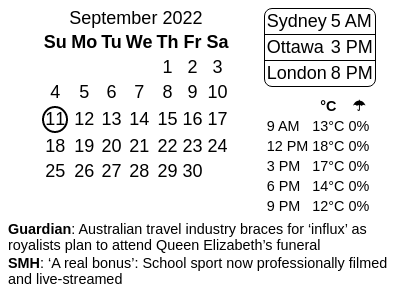 September 2022
Su Mo Tu We Th Fr Sa
1 2 3
4 5 6 7 8 9 10
11 12 13 14 15 16 17
18 19 20 21 22 23 24
25 26 27 28 29 30
Sydney 5 AM
Ottawa 3 PM
London 8 PM
°C ☂
9 AM 13°C 0%
12 PM 18°C 0%
3 PM 17°C 0%
6 PM 14°C 0%
9 PM 12°C 0%
Guardian: Australian travel industry braces for ‘influx’ as
royalists plan to attend Queen Elizabeth’s funeral
SMH: ‘A real bonus’: School sport now professionally filmed
and live-streamed